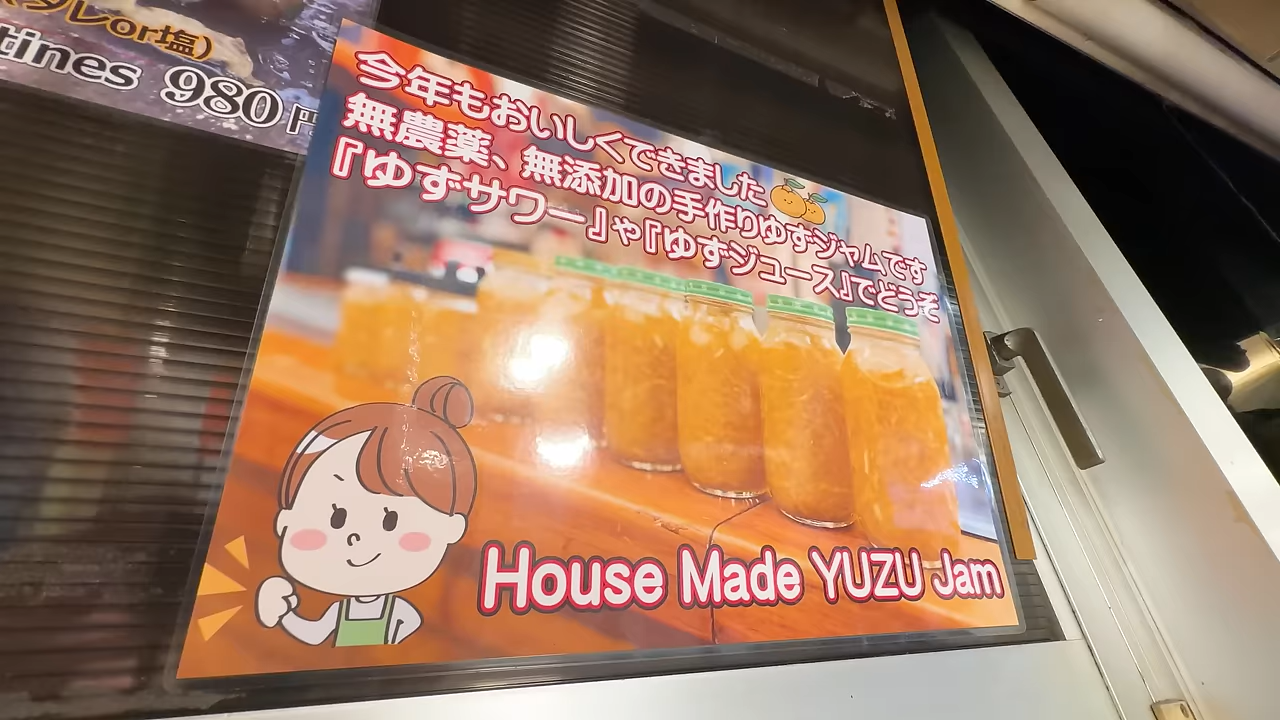 タレor塩)
tines 980円
今年もおいしくできました
無農薬、無添加の手作りゆずジャムです
『ゆずサワー』や『ゆずジュース』でどうぞ
House Made YUZU Jam